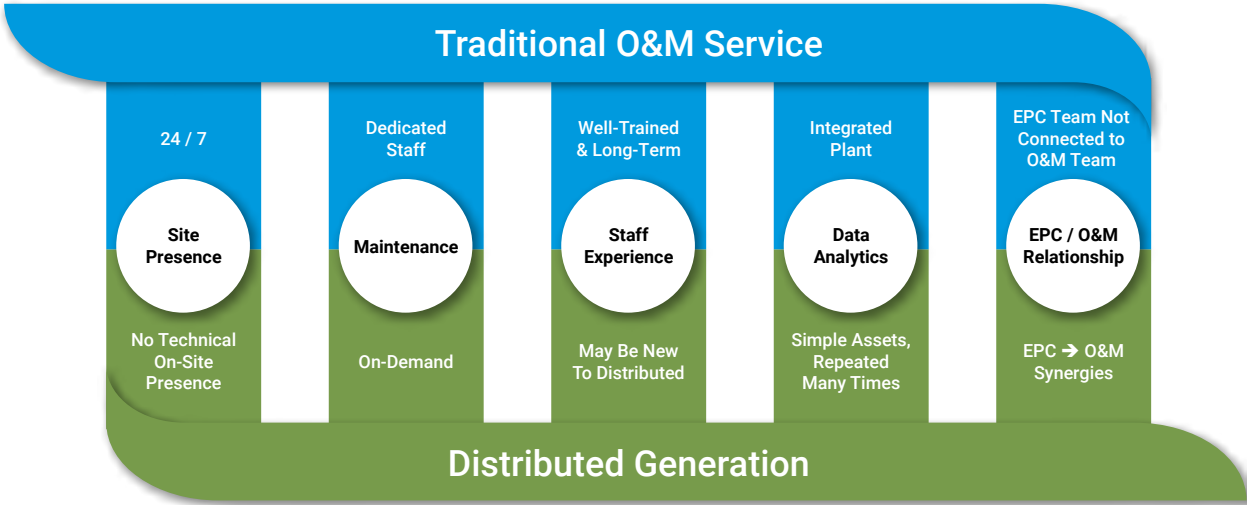 Traditional O&M Service
24 / 7
Dedicated
Staff
Well-Trained
& Long-Term
Integrated
Plant
EPC Team Not
Connected to
O&M Team
Site
Presence
Maintenance
Staff
Experience
Data
Analytics
EPC / O&M
Relationship
No Technical
On-Site
Presence
On-Demand
May Be New
To Distributed
Simple Assets,
Repeated
Many Times
EPC ➔ O&M
Synergies
Distributed Generation